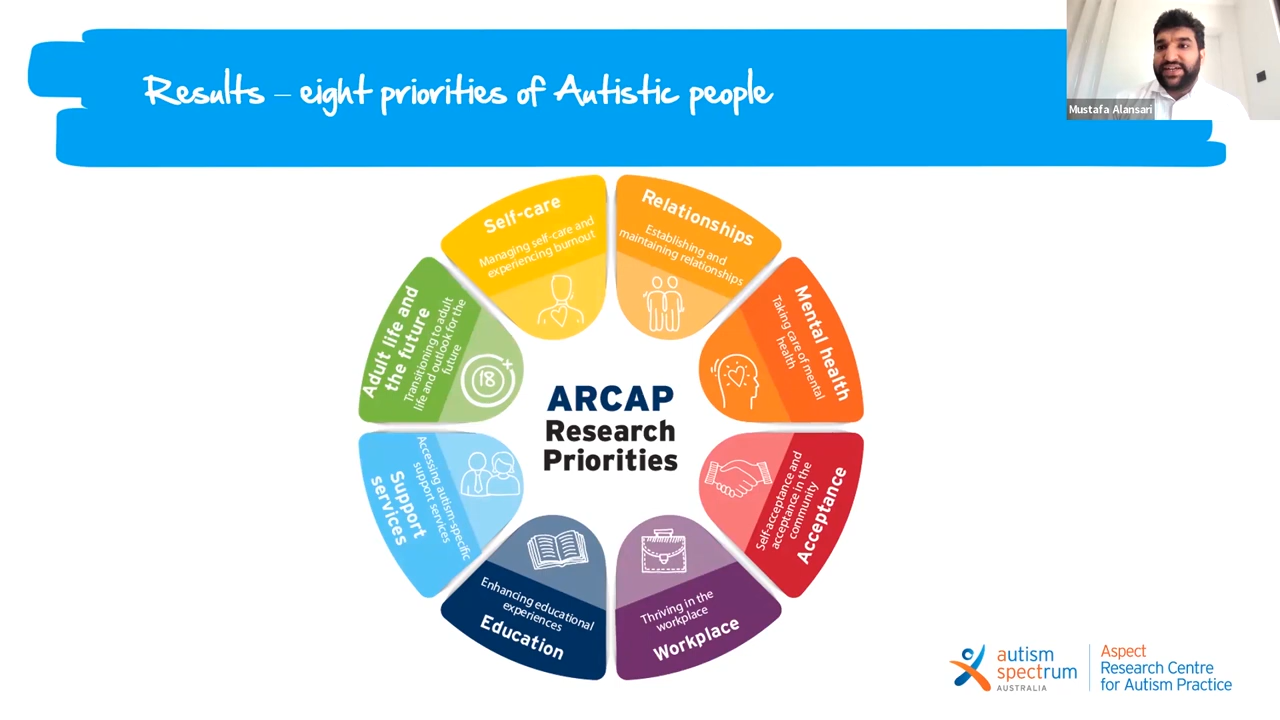 Results – eight priorities of Autistic people
Mustafa Alansari
Self-care
Managing self-care and
experiencing burnout
Relationships
Establishing and
maintaining relationships
Mental health
Taking care of mental
health
Acceptance
Self-acceptance and
acceptance in the
community
Workplace
Thriving in the
workplace
Education
Enhancing educational
experiences
Support
services
Accessing autism-specific
support services
Adult life and
the future
Transitioning to adult
life and outlook for the
future
18
ARCAP
Research
Priorities
autism
spectrum
AUSTRALIA
Aspect
Research Centre
for Autism Practice